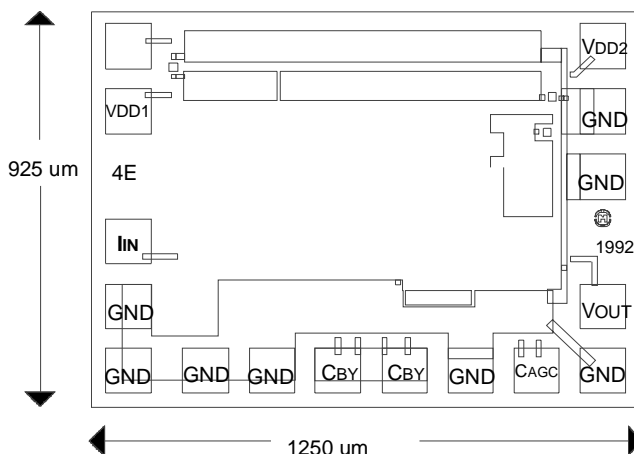 VDD2
VDD1
GND
925 um
4E
GND
IIN
1992
GND
VOUT
GND
GND
GND
CBY
CBY
GND
CAGC
GND
1250 um